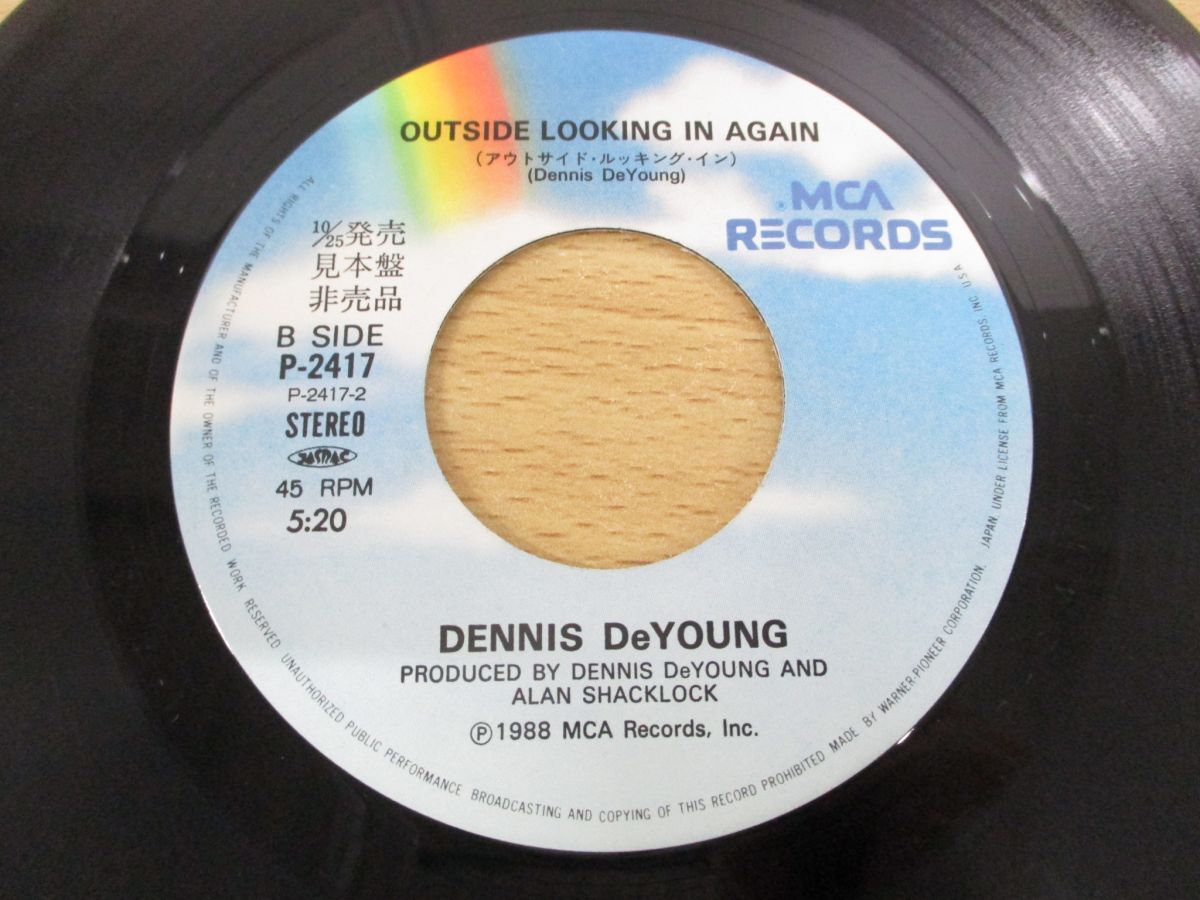 OUTSIDE LOOKING IN AGAIN
(アウトサイド・ルッキング・イン)
(Dennis DeYoung)
MCA
RECORDS
10/25発売
見本盤
非売品
B SIDE
P-2417
P-2417-2
STEREO
JASRAC
45 RPM
5:20
DENNIS DeYOUNG
PRODUCED BY DENNIS DeYOUNG AND
ALAN SHACKLOCK
Ⓟ1988 MCA Records, Inc.
ALL RIGHTS OF THE MANUFACTURER AND OF THE OWNER OF THE RECORDED WORK RESERVED UNAUTHORIZED PUBLIC PERFORMANCE BROADCASTING AND COPYING OF THIS RECORD PROHIBITED MADE BY WARNER-PIONEER CORPORATION, JAPAN UNDER LICENSE FROM MCA RECORDS, INC. U.S.A.